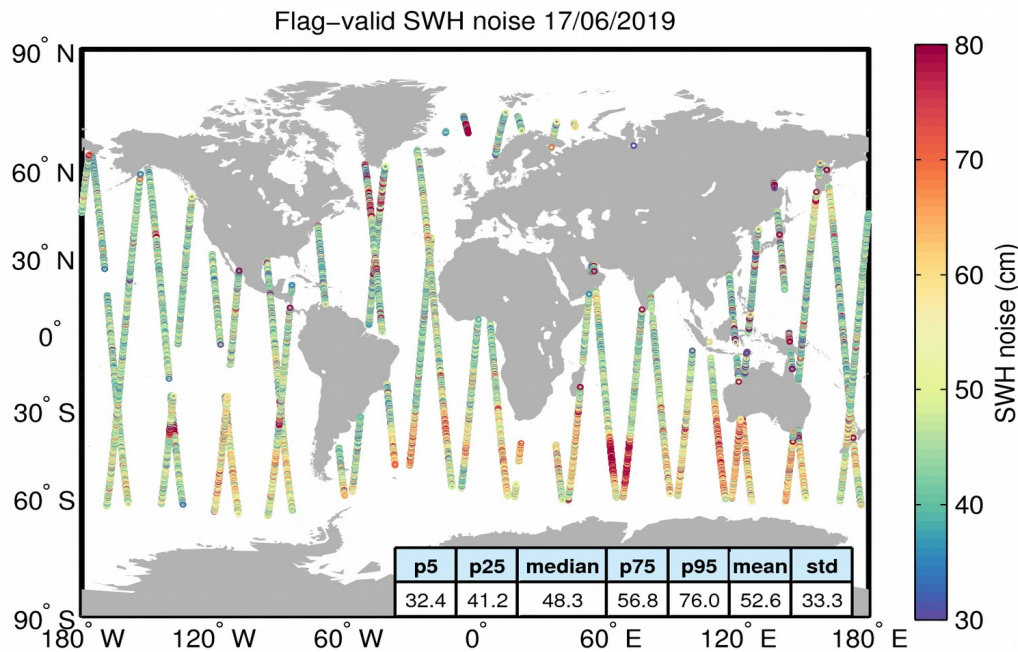 Flag−valid SWH noise 17/06/2019
90° N
60° N
30° N
0°
30° S
60° S
90° S
180° W
120° W
60° W
0°
60° E
120° E
180° E
p5 p25 median p75 p95 mean std
32.4 41.2 48.3 56.8 76.0 52.6 33.3
80
70
60
50
40
30
SWH noise (cm)